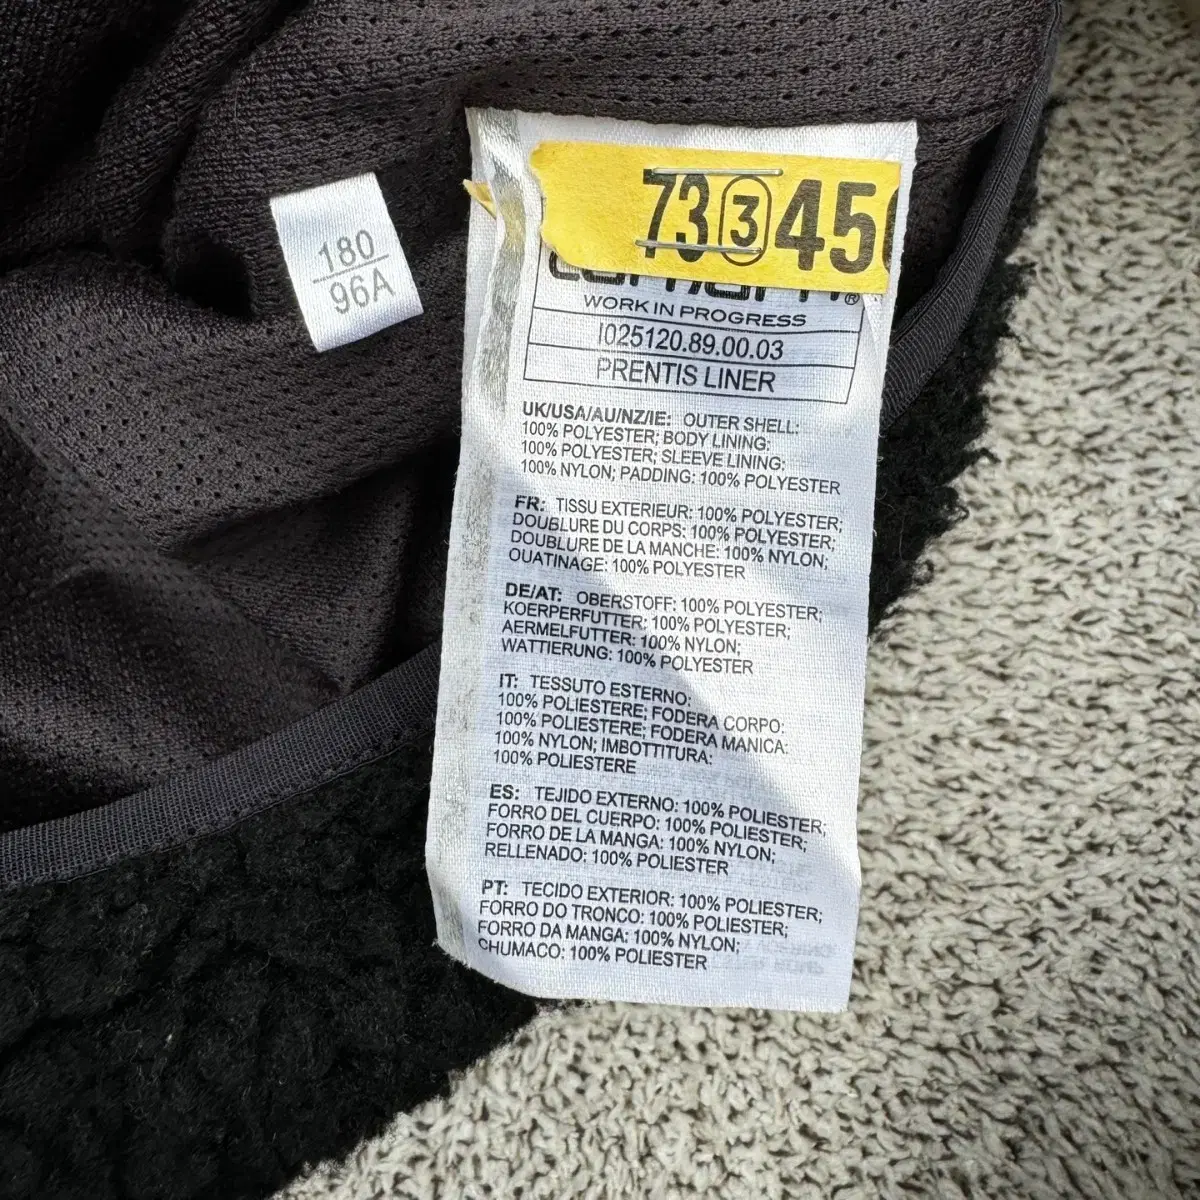 180
96A
73 3 45
WORK IN PROGRESS
I025120.89.00.03
PRENTIS LINER
UK/USA/AU/NZ/IE: OUTER SHELL:
100% POLYESTER; BODY LINING:
100% POLYESTER; SLEEVE LINING:
100% NYLON; PADDING: 100% POLYESTER
FR: TISSU EXTERIEUR: 100% POLYESTER;
DOUBLURE DU CORPS: 100% POLYESTER;
DOUBLURE DE LA MANCHE: 100% NYLON;
OUATINAGE: 100% POLYESTER
DE/AT: OBERSTOFF: 100% POLYESTER;
KOERPERFUTTER: 100% POLYESTER;
AERMELFUTTER: 100% NYLON;
WATTIERUNG: 100% POLYESTER
IT: TESSUTO ESTERNO:
100% POLIESTERE; FODERA CORPO:
100% POLIESTERE; FODERA MANICA:
100% NYLON; IMBOTTITURA:
100% POLIESTERE
ES: TEJIDO EXTERNO: 100% POLIESTER;
FORRO DEL CUERPO: 100% POLIESTER;
FORRO DE LA MANGA: 100% NYLON;
RELLENADO: 100% POLIESTER
PT: TECIDO EXTERIOR: 100% POLIESTER;
FORRO DO TRONCO: 100% POLIESTER;
FORRO DA MANGA: 100% NYLON;
CHUMACO: 100% POLIESTER